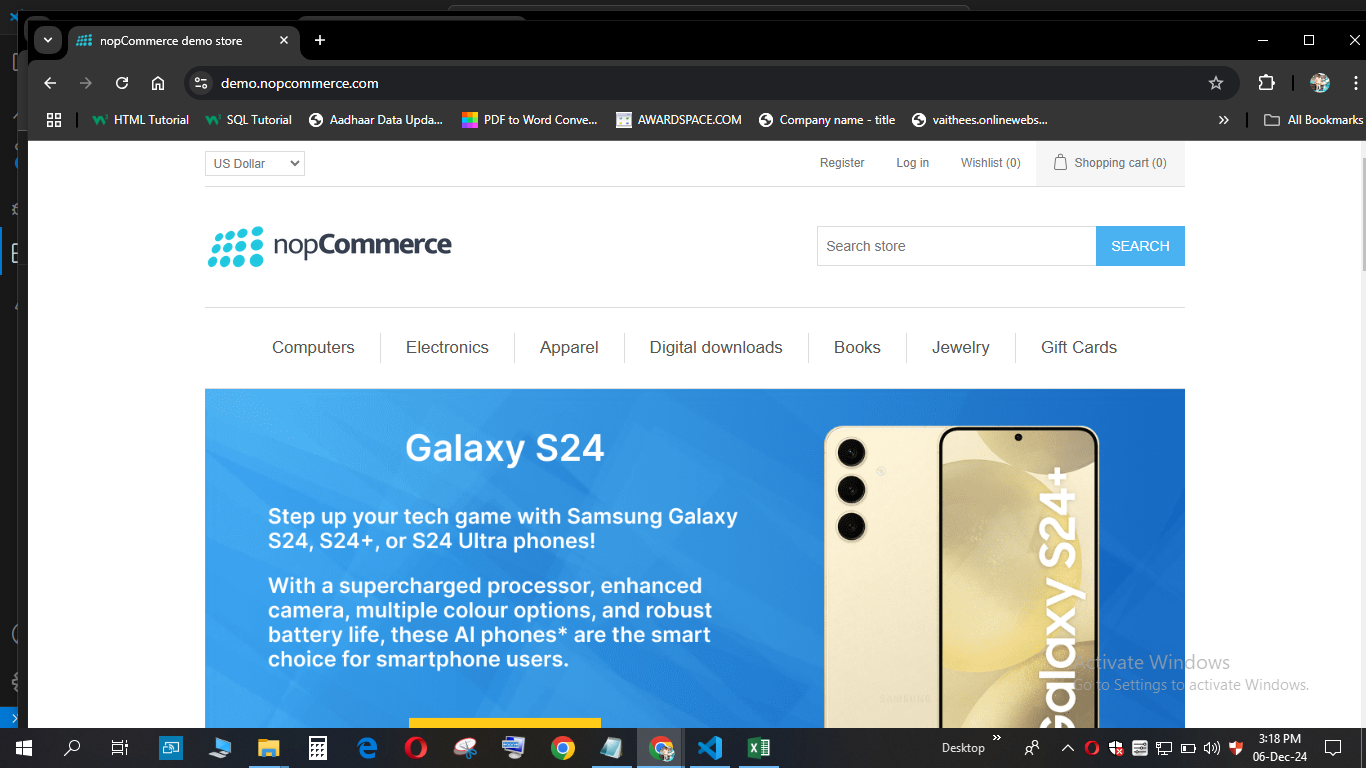 nopCommerce demo store
demo.nopcommerce.com
HTML Tutorial
SQL Tutorial
Aadhaar Data Upda...
PDF to Word Conve...
AWARDSPACE.COM
Company name - title
vaithees.onlinewebs...
All Bookmarks
US Dollar
Register
Log in
Wishlist (0)
Shopping cart (0)
nopCommerce
Search store
SEARCH
Computers
Electronics
Apparel
Digital downloads
Books
Jewelry
Gift Cards
Galaxy S24
Step up your tech game with Samsung Galaxy
S24, S24+, or S24 Ultra phones!
With a supercharged processor, enhanced
camera, multiple colour options, and robust
battery life, these AI phones* are the smart
choice for smartphone users.
SAMSUNG
Galaxy S24+
Activate Windows
Go to Settings to activate Windows.
Desktop
3:18 PM
06-Dec-24